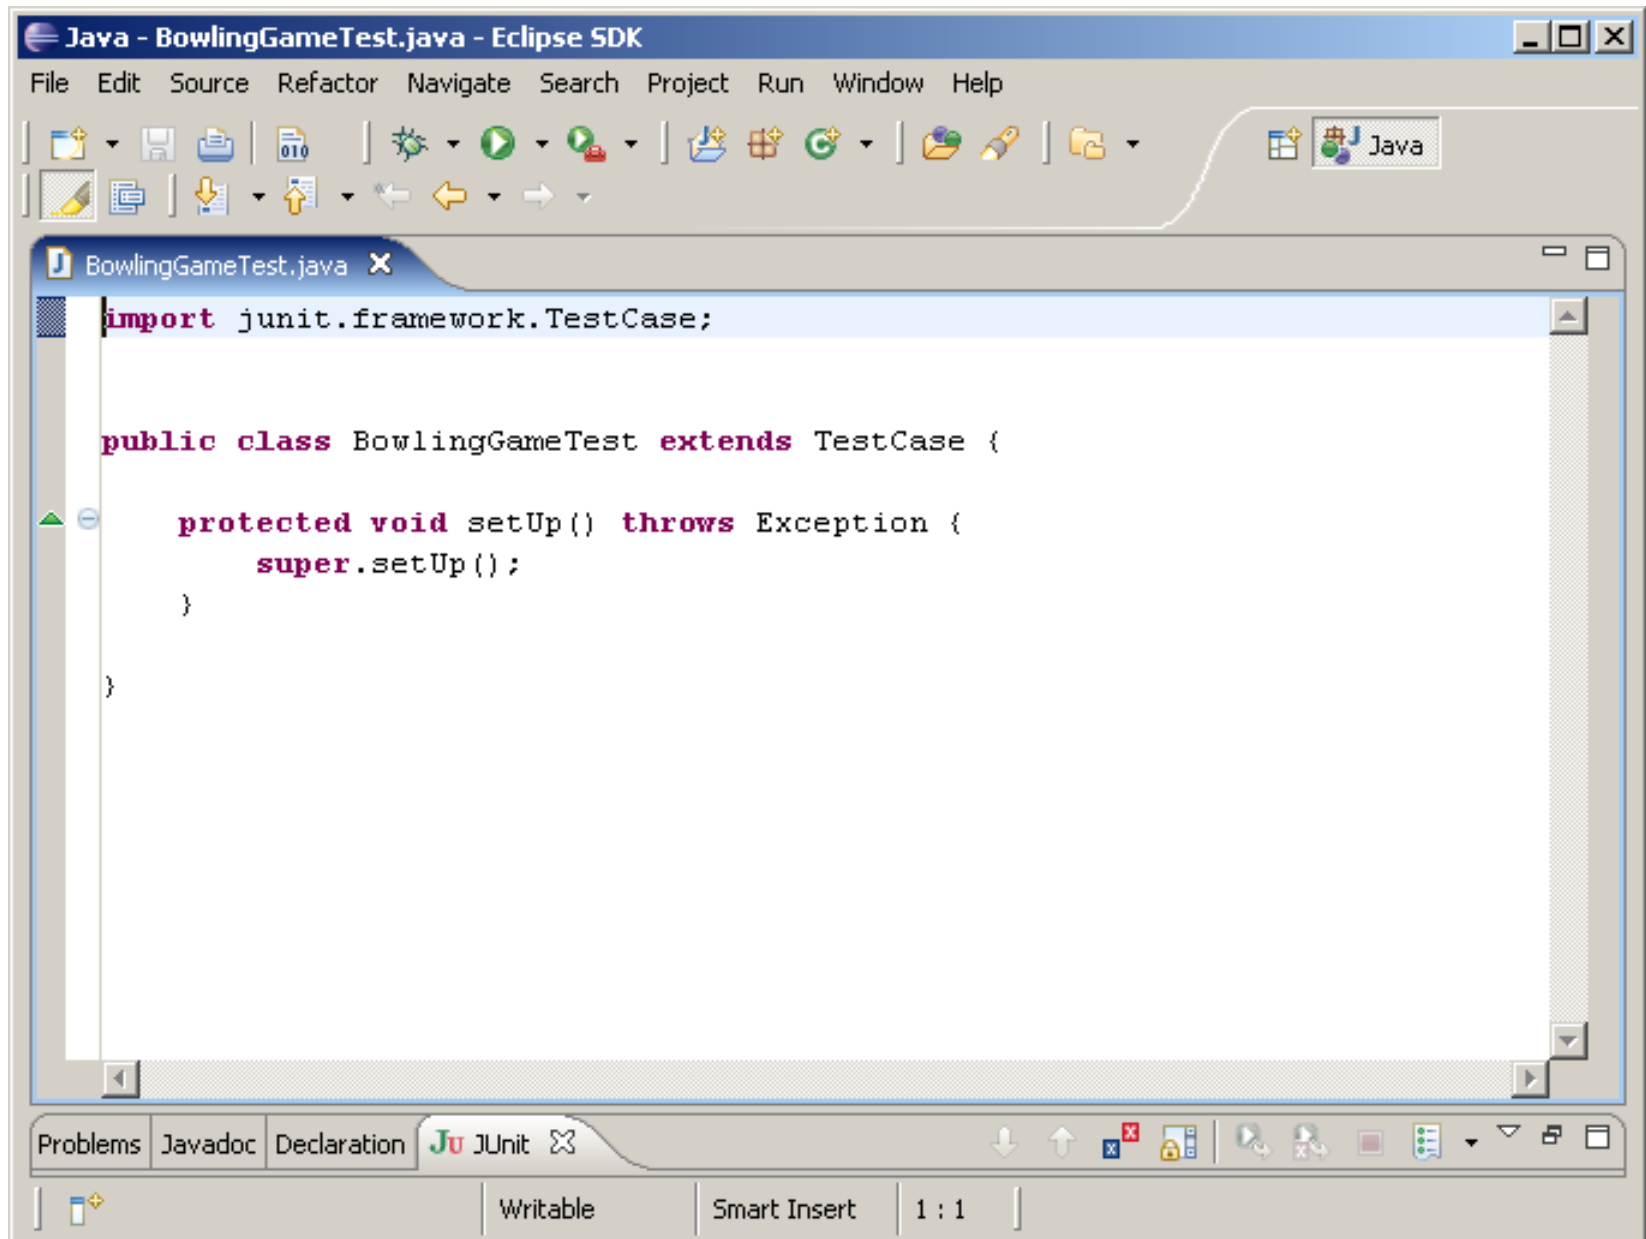 Java - BowlingGameTest.java - Eclipse SDK
File Edit Source Refactor Navigate Search Project Run Window Help
010
Java
BowlingGameTest.java
import junit.framework.TestCase;
public class BowlingGameTest extends TestCase {
protected void setUp() throws Exception {
super.setUp();
}
}
Problems Javadoc Declaration Ju JUnit
Writable Smart Insert 1 : 1